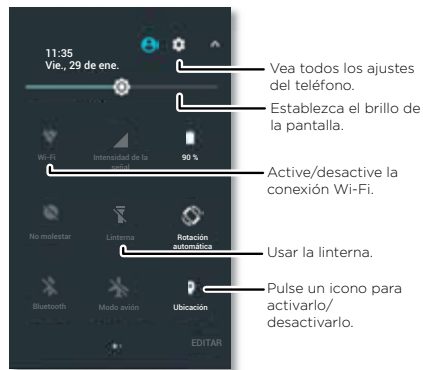 11:35
Vie., 29 de ene.
Vea todos los ajustes
del teléfono.
Establezca el brillo de
la pantalla.
Wi-Fi
Intensidad de la
señal
90 %
Active/desactive la
conexión Wi-Fi.
No molestar
Linterna
Rotación
automática
Usar la linterna.
Bluetooth
Modo avión
Ubicación
Pulse un icono para
activarlo/
desactivarlo.
EDITAR